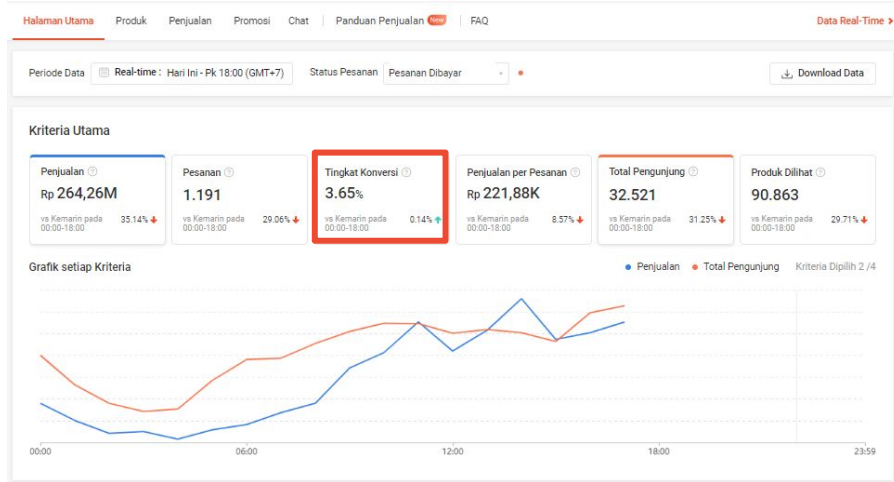 Halaman Utama Produk Penjualan Promosi Chat Panduan Penjualan New FAQ Data Real-Time >
Periode Data Real-time : Hari Ini - Pk 18:00 (GMT+7) Status Pesanan Pesanan Dibayar Download Data
Kriteria Utama
Penjualan Pesanan Tingkat Konversi Penjualan per Pesanan Total Pengunjung Produk Dilihat
Rp 264,26M 1.191 3.65% Rp 221,88K 32.521 90.863
vs Kemarin pada 35.14% vs Kemarin pada 29.06% vs Kemarin pada 0.14% vs Kemarin pada 8.57% vs Kemarin pada 31.25% vs Kemarin pada 29.71%
00:00-18:00 00:00-18:00 00:00-18:00 00:00-18:00 00:00-18:00 00:00-18:00
Grafik setiap Kriteria Penjualan Total Pengunjung Kriteria Dipilih 2 /4
00:00 06:00 12:00 18:00 23:59